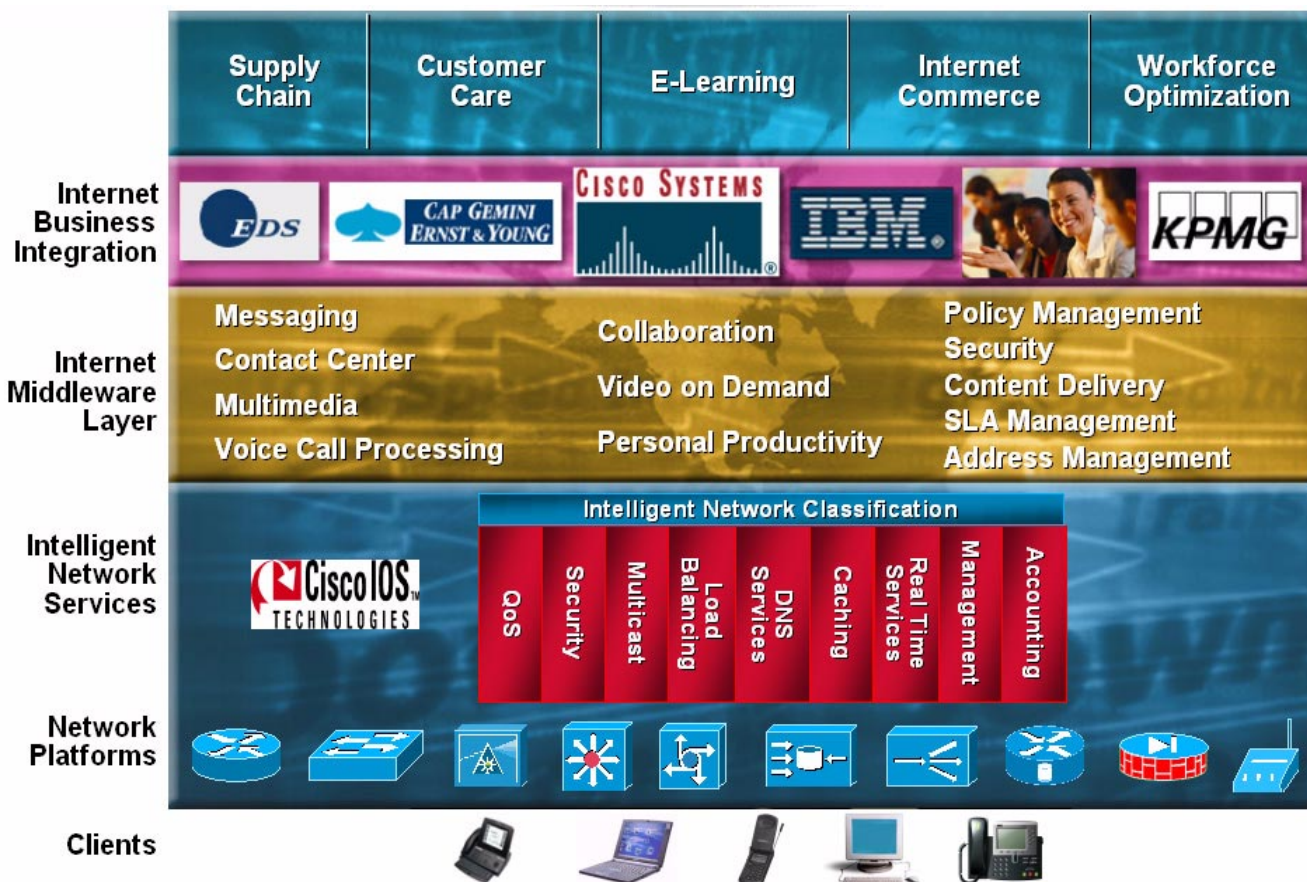 Supply
Chain
Customer
Care
E-Learning
Internet
Commerce
Workforce
Optimization
Internet
Business
Integration
EDS
CAP GEMINI
ERNST & YOUNG
CISCO SYSTEMS
®
IBM®
KPMG
Internet
Middleware
Layer
Messaging
Contact Center
Multimedia
Voice Call Processing
Collaboration
Video on Demand
Personal Productivity
Policy Management
Security
Content Delivery
SLA Management
Address Management
Intelligent
Network
Services
Cisco IOS™
TECHNOLOGIES
Intelligent Network Classification
QoS
Security
Multicast
Load
Balancing
DNS
Services
Caching
Real Time
Services
Management
Accounting
Network
Platforms
Clients